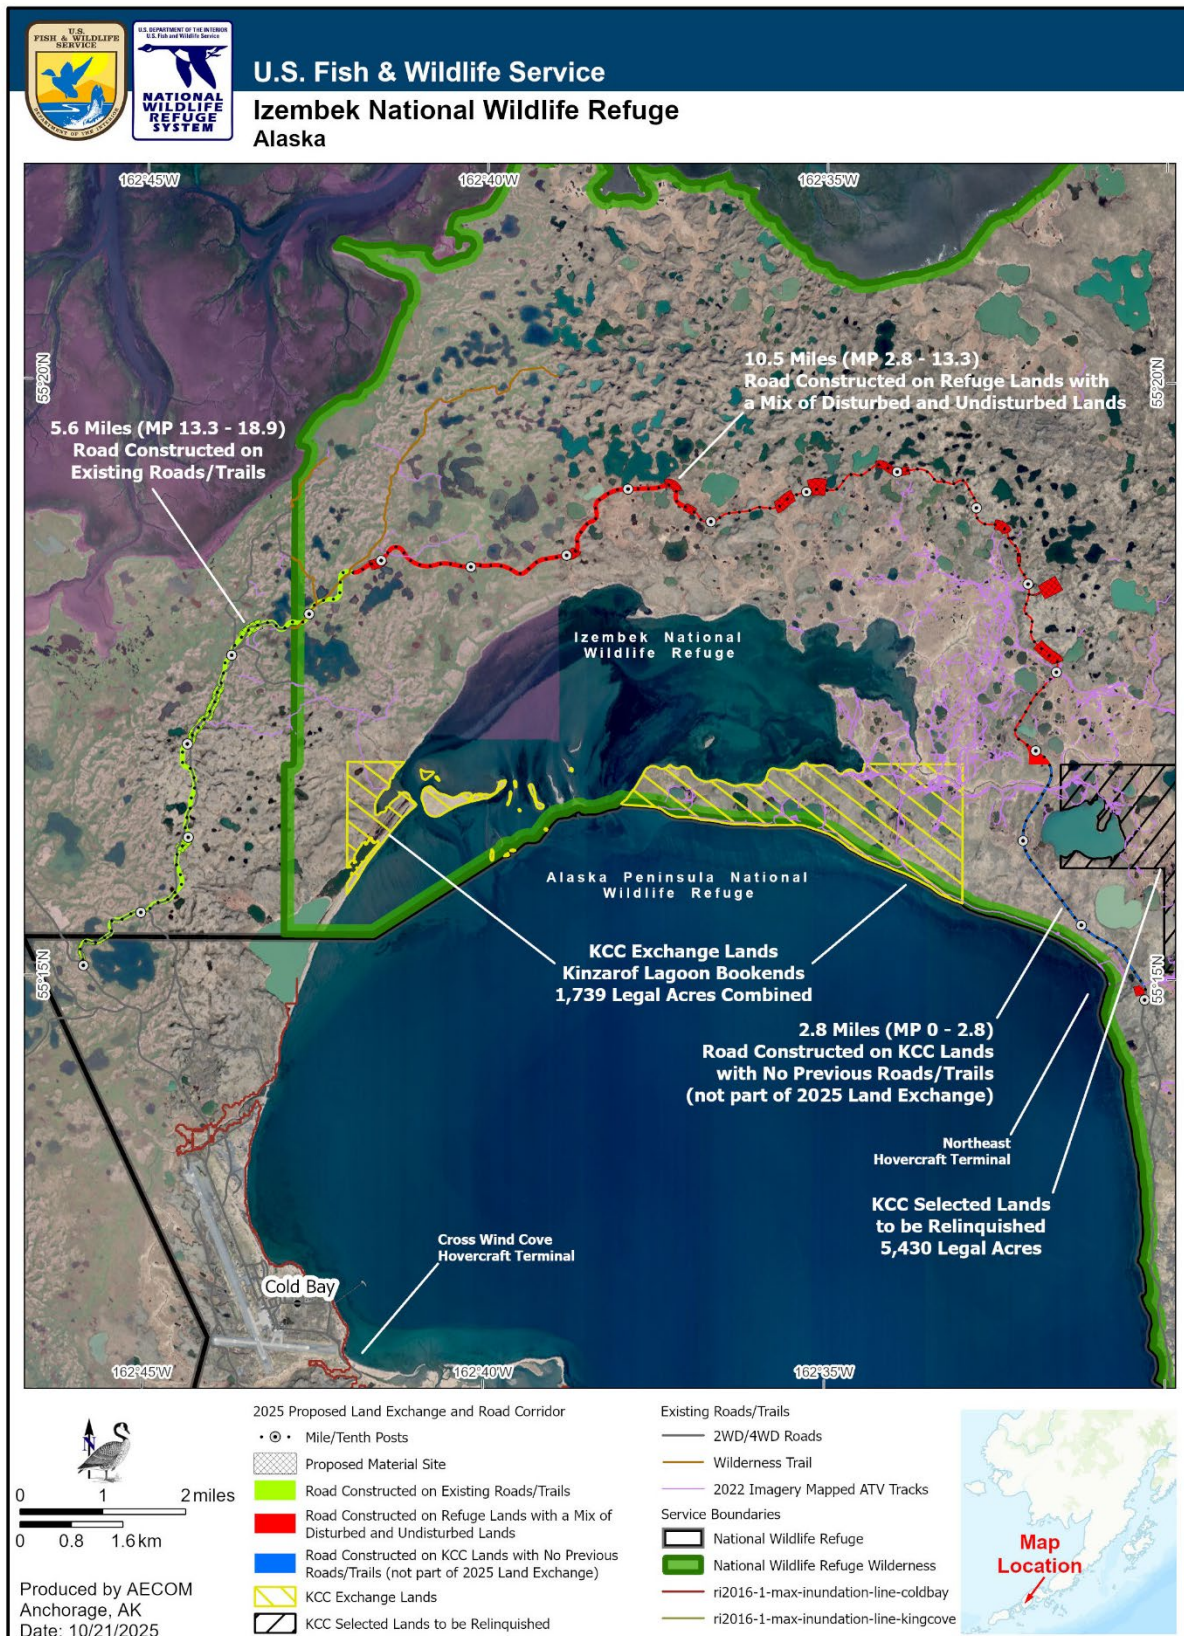 U.S.
FISH & WILDLIFE
SERVICE
DEPARTMENT OF THE INTERIOR
U.S. DEPARTMENT OF THE INTERIOR
U.S. Fish and Wildlife Service
NATIONAL
WILDLIFE
REFUGE
SYSTEM
U.S. Fish & Wildlife Service
Izembek National Wildlife Refuge
Alaska
162°45'W
162°40'W
162°35'W
55°20'N
55°20'N
10.5 Miles (MP 2.8 - 13.3)
Road Constructed on Refuge Lands with
a Mix of Disturbed and Undisturbed Lands
5.6 Miles (MP 13.3 - 18.9)
Road Constructed on
Existing Roads/Trails
Izembek National
Wildlife Refuge
Alaska Peninsula National
Wildlife Refuge
KCC Exchange Lands
Kinzarof Lagoon Bookends
1,739 Legal Acres Combined
55°15'N
55°15'N
2.8 Miles (MP 0 - 2.8)
Road Constructed on KCC Lands
with No Previous Roads/Trails
(not part of 2025 Land Exchange)
Northeast
Hovercraft Terminal
KCC Selected Lands
to be Relinquished
5,430 Legal Acres
Cross Wind Cove
Hovercraft Terminal
Cold Bay
162°45'W
162°40'W
162°35'W
N
0 1 2 miles
0 0.8 1.6 km
Produced by AECOM
Anchorage, AK
Date: 10/21/2025
2025 Proposed Land Exchange and Road Corridor
Mile/Tenth Posts
Proposed Material Site
Road Constructed on Existing Roads/Trails
Road Constructed on Refuge Lands with a Mix of
Disturbed and Undisturbed Lands
Road Constructed on KCC Lands with No Previous
Roads/Trails (not part of 2025 Land Exchange)
KCC Exchange Lands
KCC Selected Lands to be Relinquished
Existing Roads/Trails
2WD/4WD Roads
Wilderness Trail
2022 Imagery Mapped ATV Tracks
Service Boundaries
National Wildlife Refuge
National Wildlife Refuge Wilderness
ri2016-1-max-inundation-line-coldbay
ri2016-1-max-inundation-line-kingcove
Map
Location